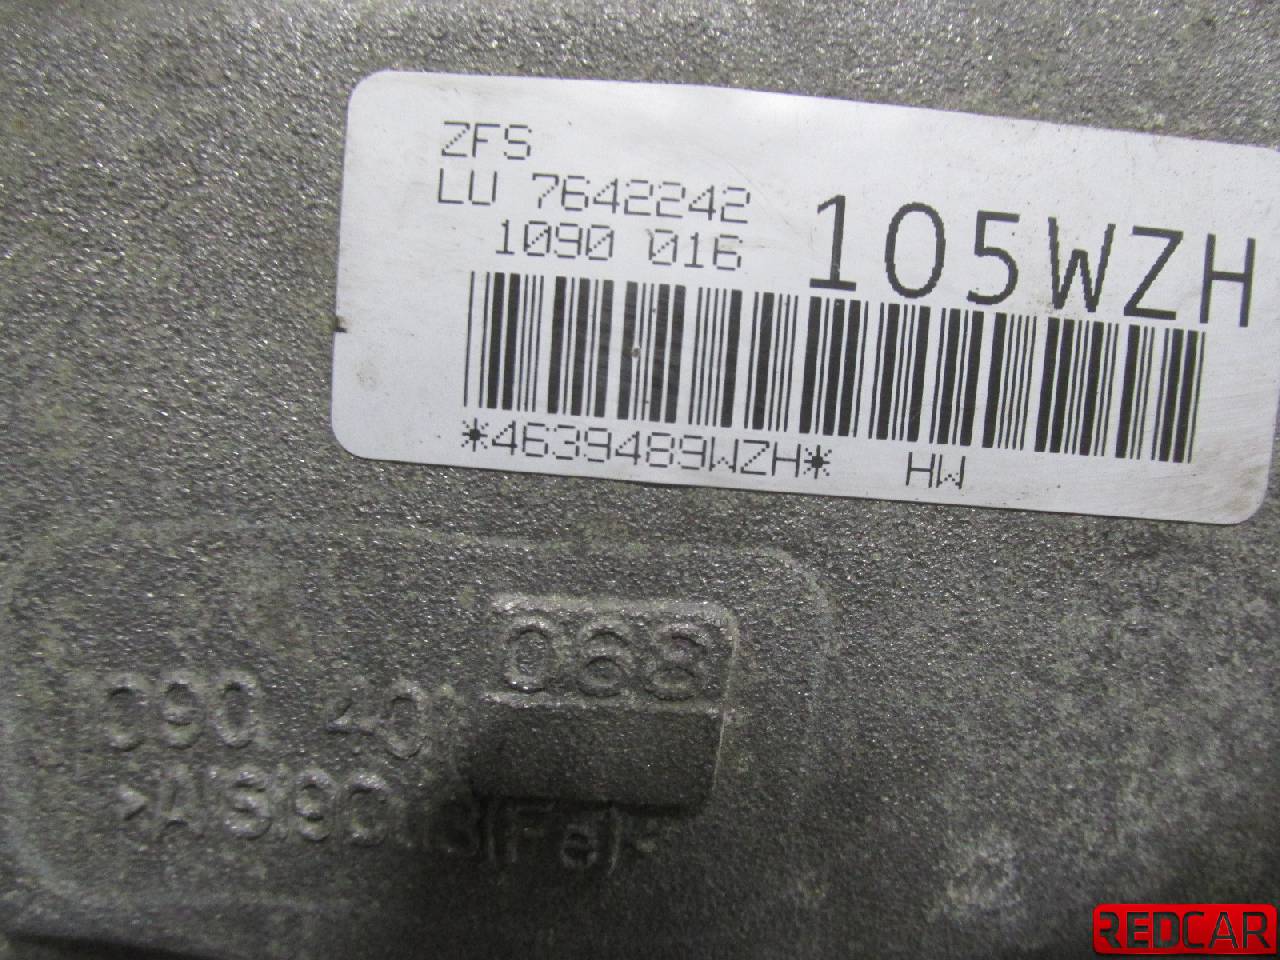 ZFS
LU 7642242
1090 016
105WZH
*4639489WZH* HW
068
1090 401
REDCAR